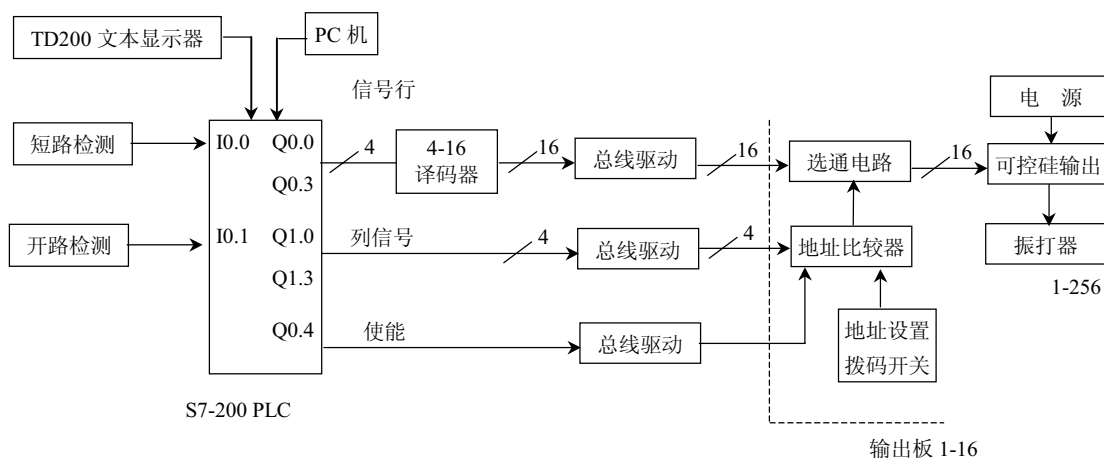 TD200 文本显示器
PC 机
信号行
短路检测
I0.0
Q0.0
Q0.3
4
4-16
译码器
16
总线驱动
16
选通电路
16
电 源
可控硅输出
开路检测
I0.1
Q1.0
Q1.3
列信号
4
总线驱动
4
地址比较器
振打器
1-256
Q0.4
使能
总线驱动
地址设置
拨码开关
S7-200 PLC
输出板 1-16